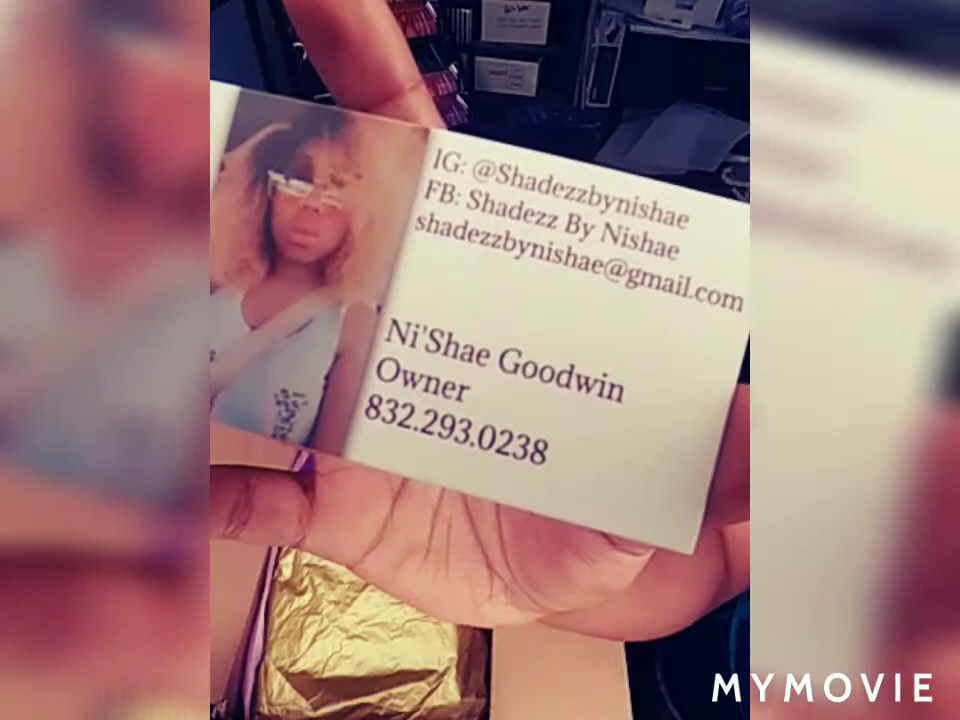 IG: @Shadezzbynishae
FB: Shadezz By Nishae
shadezzbynishae@gmail.com
Ni'Shae Goodwin
Owner
832.293.0238
MYMOVIE